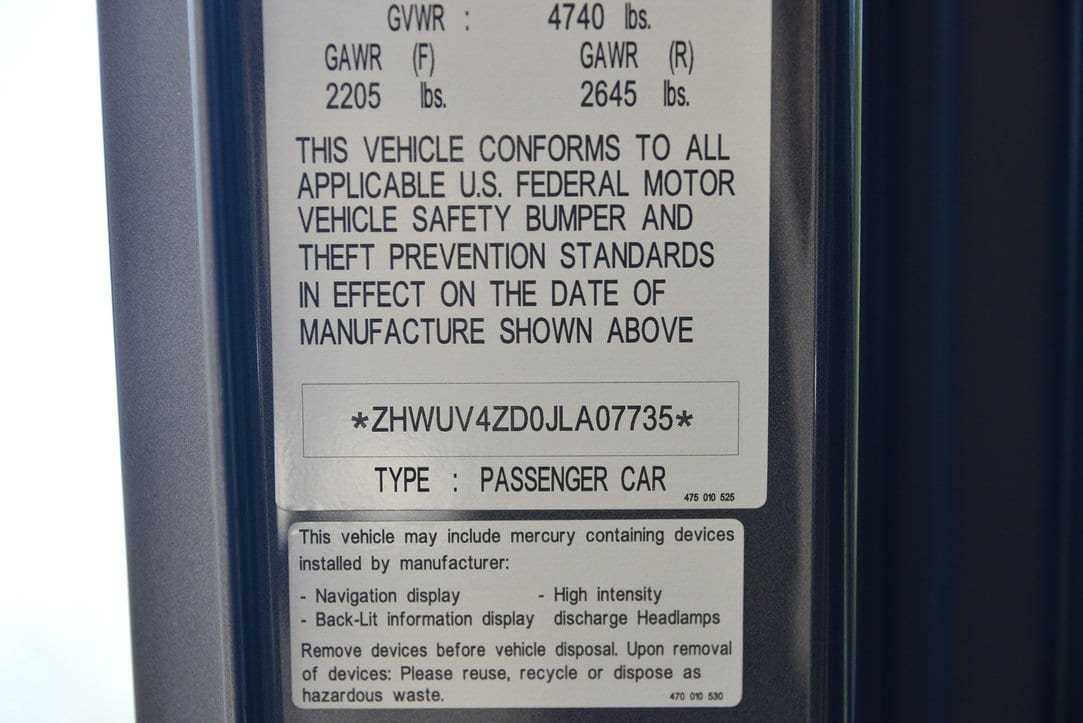 GVWR : 4740 lbs.
GAWR (F) GAWR (R)
2205 lbs. 2645 lbs.
THIS VEHICLE CONFORMS TO ALL
APPLICABLE U.S. FEDERAL MOTOR
VEHICLE SAFETY BUMPER AND
THEFT PREVENTION STANDARDS
IN EFFECT ON THE DATE OF
MANUFACTURE SHOWN ABOVE
*ZHWUV4ZD0JLA07735*
TYPE : PASSENGER CAR
475 010 525
This vehicle may include mercury containing devices
installed by manufacturer:
- Navigation display - High intensity
- Back-Lit information display discharge Headlamps
Remove devices before vehicle disposal. Upon removal
of devices: Please reuse, recycle or dispose as
hazardous waste.
470 010 530